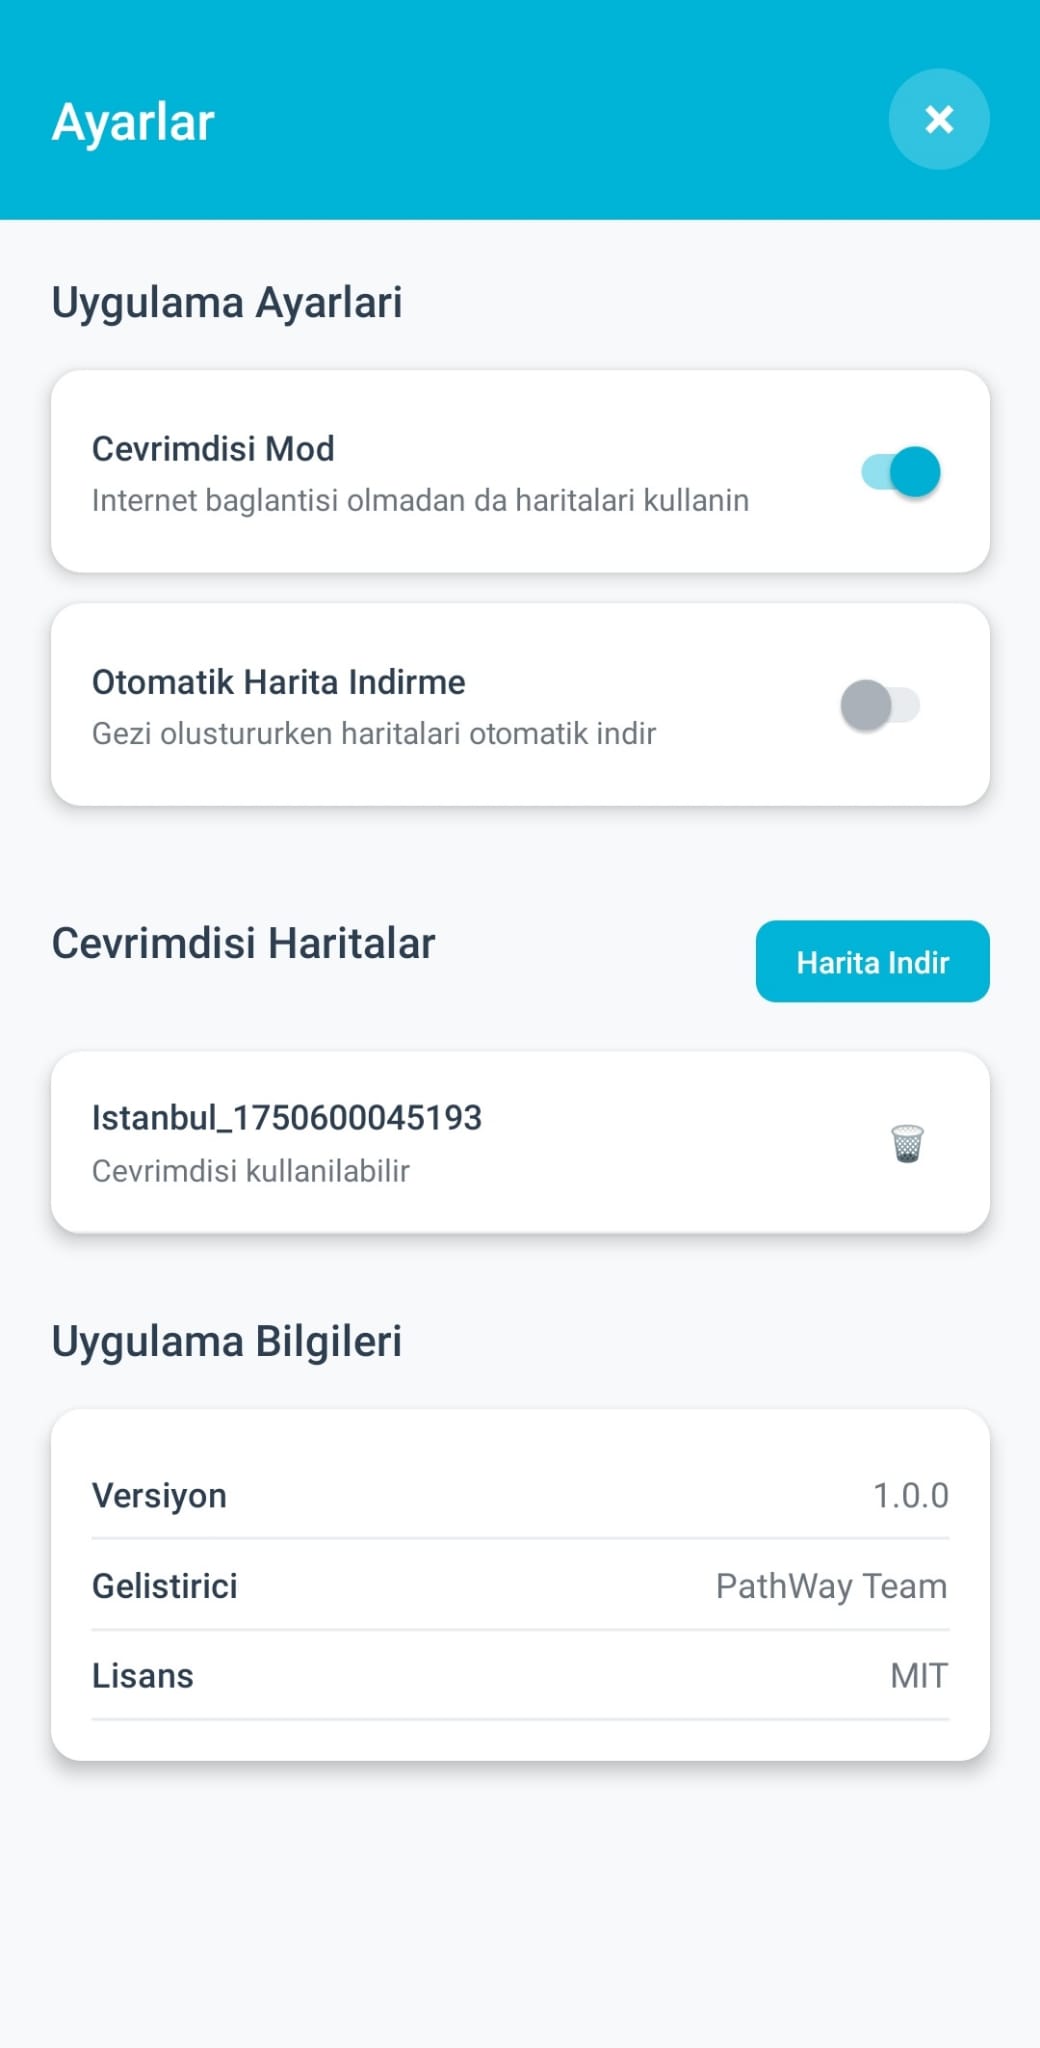 Ayarlar
Uygulama Ayarlari
Cevrimdisi Mod
Internet baglantisi olmadan da haritalari kullanin
Otomatik Harita Indirme
Gezi olustururken haritalari otomatik indir
Cevrimdisi Haritalar
Harita Indir
Istanbul_1750600045193
Cevrimdisi kullanilabilir
Uygulama Bilgileri
Versiyon 1.0.0
Gelistirici PathWay Team
Lisans MIT